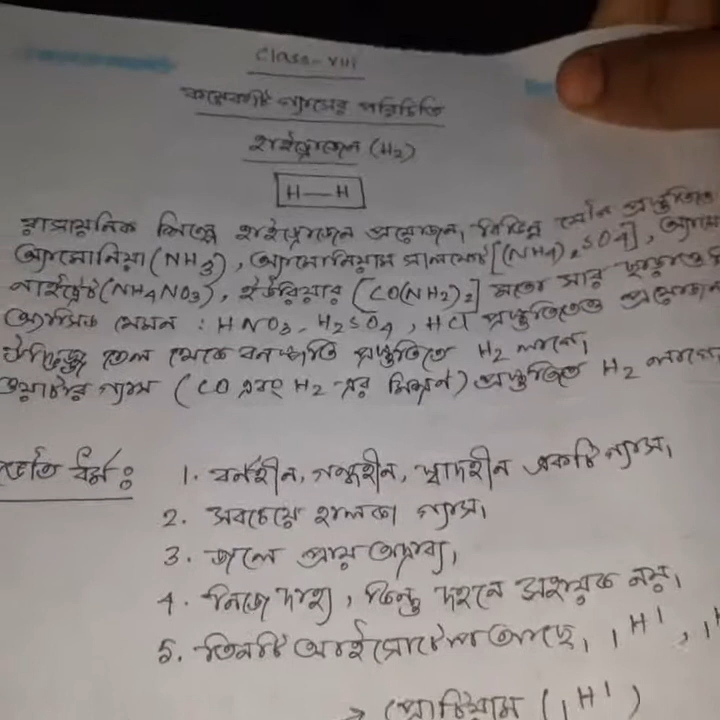 Class-VIII
কয়েকটি গ্যাসের পরিচিতি
হাইড্রোজেন (H₂)
H—H
রাসায়নিক শিল্পে হাইড্রোজেন প্রয়োজন, বিভিন্ন যৌগ প্রস্তুতিতে
অ্যামোনিয়া (NH3), অ্যামোনিয়াম সালফেট [(NH4)2SO4],
নাইট্রেট (NH4NO3), ইউরিয়ার [CO(NH2)2] মতো সার ছাড়াও
অ্যাসিড যেমন : HNO3, H2SO4, HCl প্রস্তুতিতেও প্রয়োজন
উদ্ভিজ্জ তেল থেকে বনস্পতি প্রস্তুতিতে H2 লাগে।
ওয়াটার গ্যাস (CO এবং H2-এর মিশ্রণ) প্রস্তুতিতে H2 লাগে
ভৌত ধর্ম :
1. বর্ণহীন, গন্ধহীন, স্বাদহীন একটি গ্যাস।
2. সবচেয়ে হালকা গ্যাস।
3. জলে প্রায় অদ্রাব্য।
4. নিজে দাহ্য, কিন্তু দহনে সহায়ক নয়।
5. তিনটি আইসোটোপ আছে, ₁H¹,
→ প্রোটিয়াম (₁H¹)